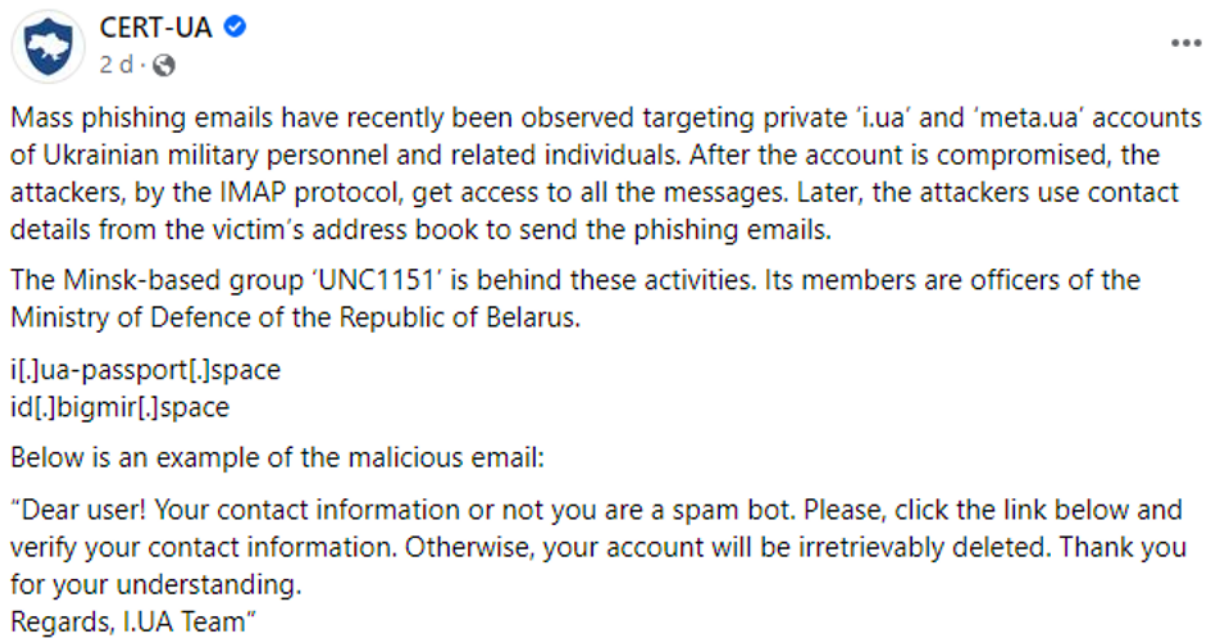 CERT-UA
2 d ·
Mass phishing emails have recently been observed targeting private ‘i.ua’ and ‘meta.ua’ accounts
of Ukrainian military personnel and related individuals. After the account is compromised, the
attackers, by the IMAP protocol, get access to all the messages. Later, the attackers use contact
details from the victim’s address book to send the phishing emails.
The Minsk-based group ‘UNC1151’ is behind these activities. Its members are officers of the
Ministry of Defence of the Republic of Belarus.
i[.]ua-passport[.]space
id[.]bigmir[.]space
Below is an example of the malicious email:
“Dear user! Your contact information or not you are a spam bot. Please, click the link below and
verify your contact information. Otherwise, your account will be irretrievably deleted. Thank you
for your understanding.
Regards, I.UA Team”